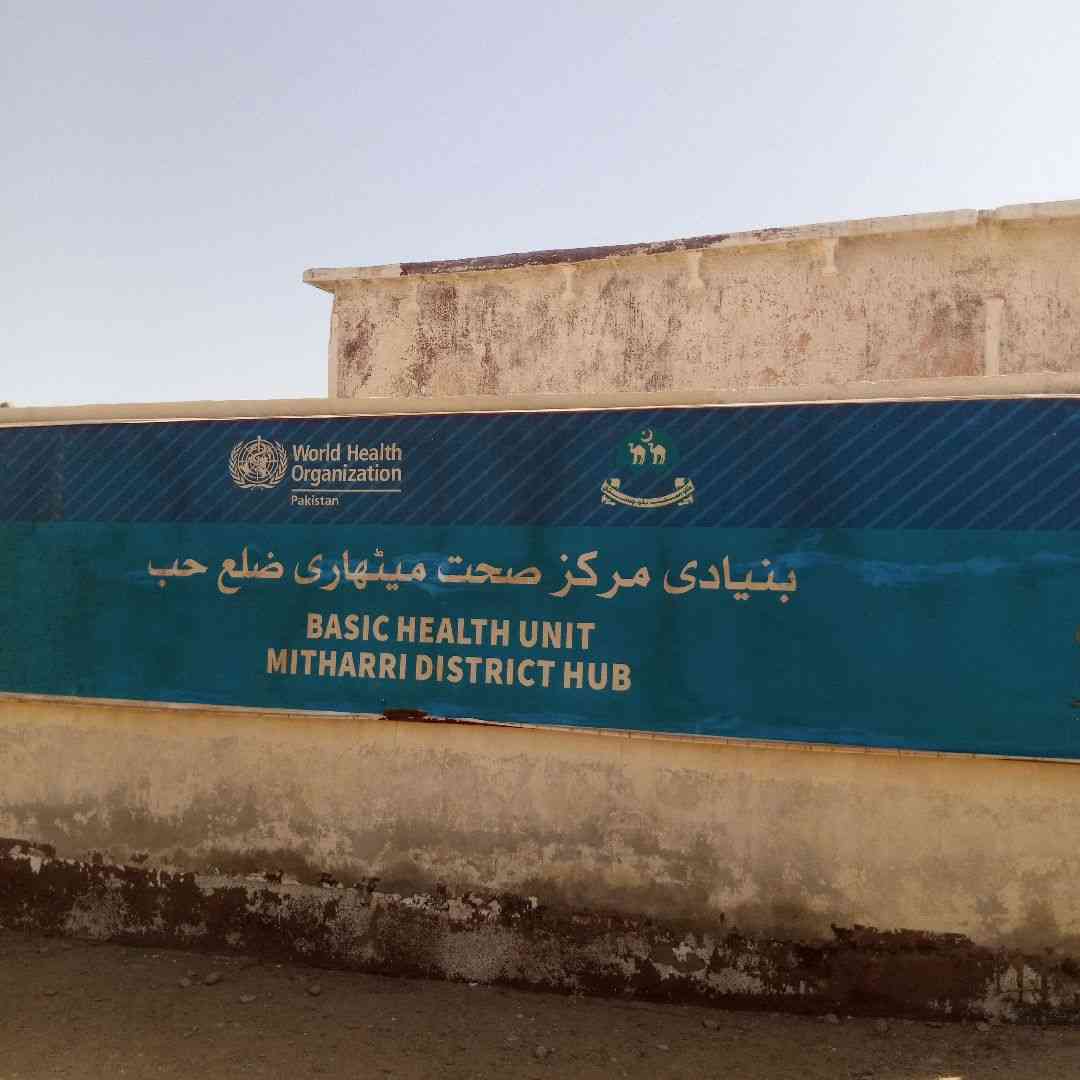 World Health
Organization
Pakistan
بنیادی مرکز صحت میٹھاری ضلع حب
BASIC HEALTH UNIT
MITHARRI DISTRICT HUB